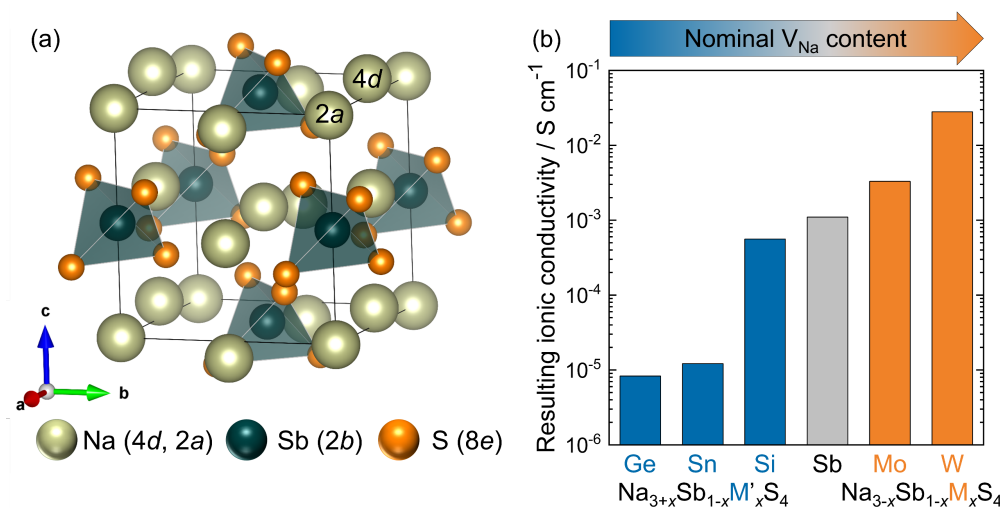 (a)
4d
2a
c
a
b
Na (4d, 2a) Sb (2b) S (8e)
(b)
Nominal V_Na content
Resulting ionic conductivity / S cm⁻¹
10⁻¹
10⁻²
10⁻³
10⁻⁴
10⁻⁵
10⁻⁶
Ge Sn Si Sb Mo W
Na₃₊ₓSb₁₋ₓM'ₓS₄ Na₃₋ₓSb₁₋ₓMₓS₄